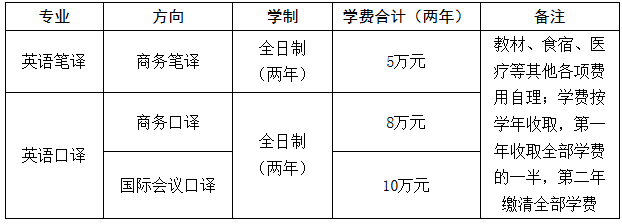 专业 方向 学制 学费合计（两年） 备注
英语笔译 商务笔译 全日制
（两年） 5万元
英语口译 商务口译 全日制
（两年） 8万元
国际会议口译 10万元
教材、食宿、医
疗等其他各项费
用自理；学费按
学年收取，第一
年收取全部学费
的一半，第二年
缴清全部学费